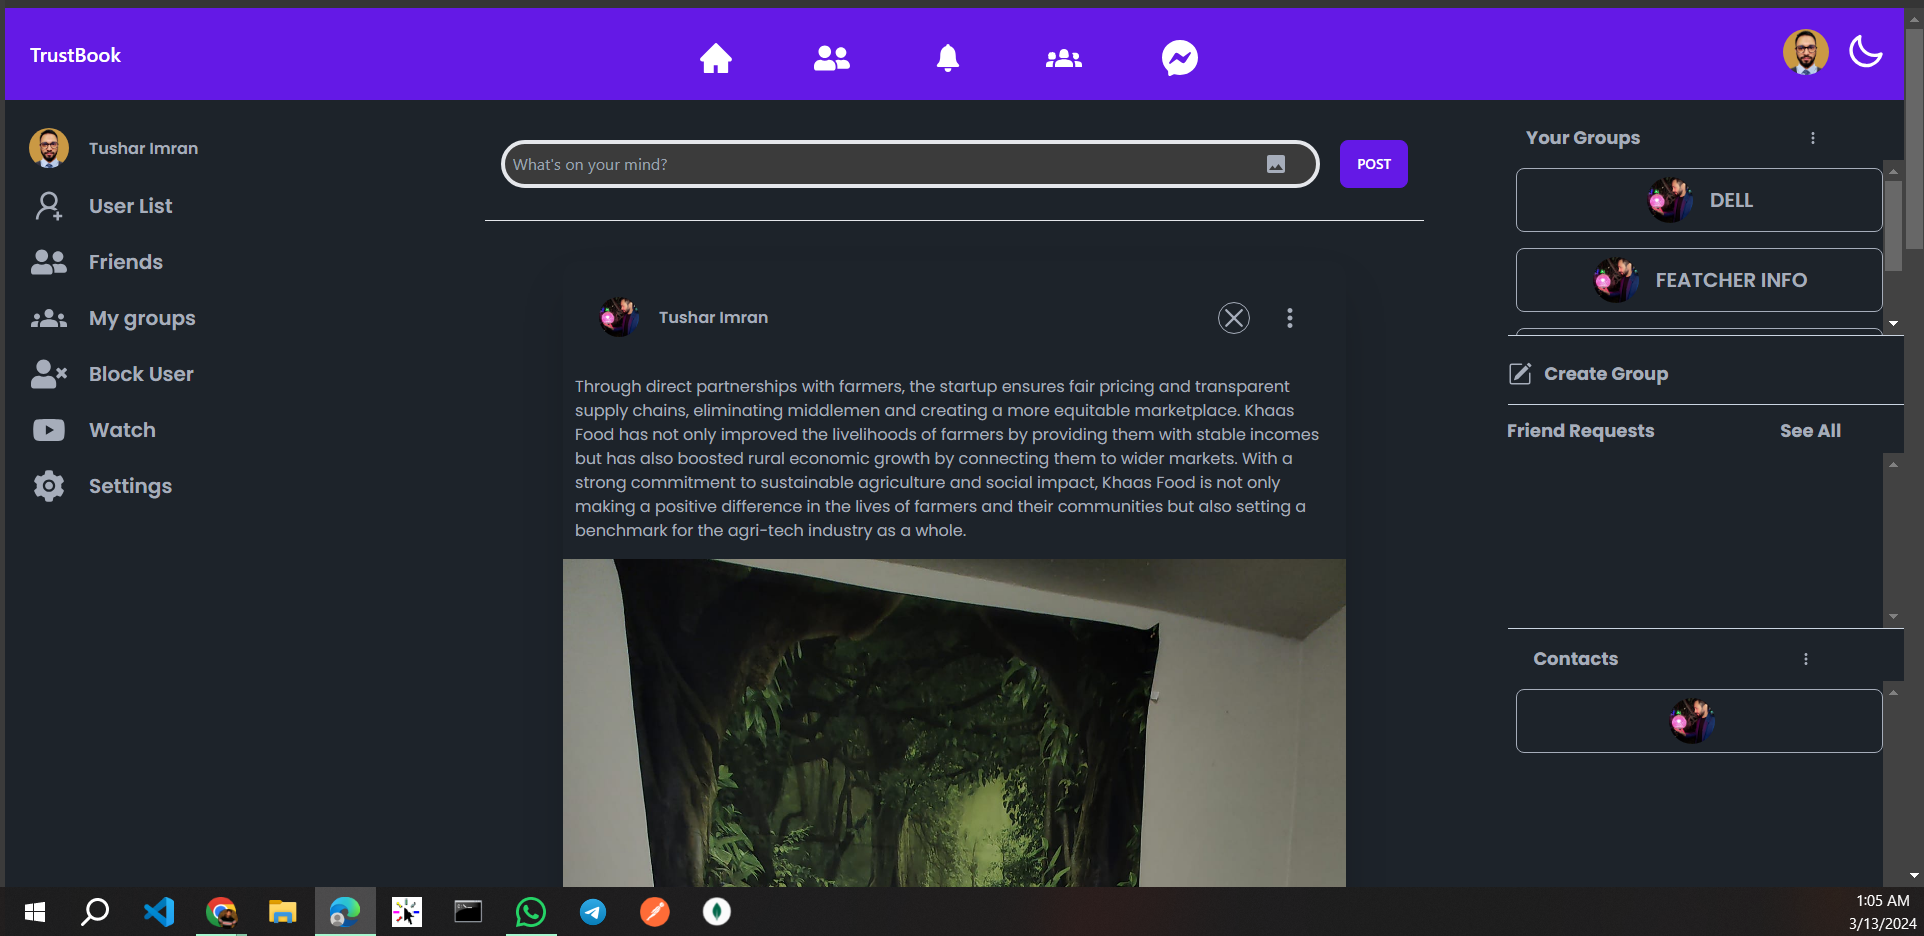 TrustBook
Tushar Imran
User List
Friends
My groups
Block User
Watch
Settings
What's on your mind?
POST
Tushar Imran
Through direct partnerships with farmers, the startup ensures fair pricing and transparent
supply chains, eliminating middlemen and creating a more equitable marketplace. Khaas
Food has not only improved the livelihoods of farmers by providing them with stable incomes
but has also boosted rural economic growth by connecting them to wider markets. With a
strong commitment to sustainable agriculture and social impact, Khaas Food is not only
making a positive difference in the lives of farmers and their communities but also setting a
benchmark for the agri-tech industry as a whole.
Your Groups
DELL
FEATCHER INFO
Create Group
Friend Requests See All
Contacts
1:05 AM
3/13/2024